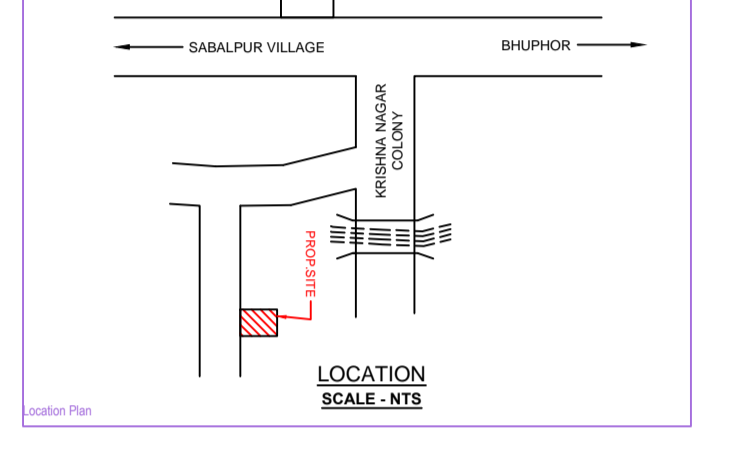 SABALPUR VILLAGE
BHUPHOR
KRISHNA NAGAR
COLONY
PROP.SITE
LOCATION
SCALE - NTS
Location Plan